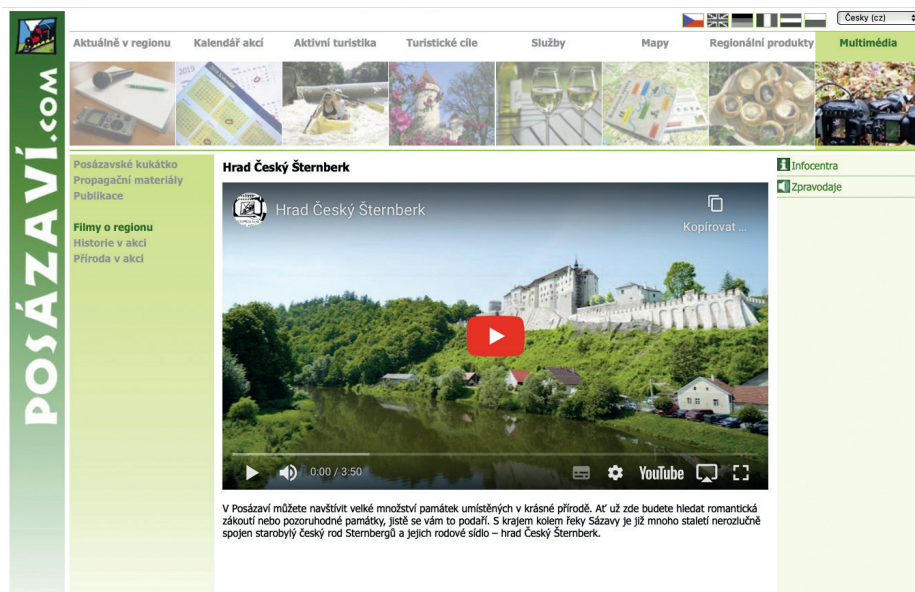 POSÁZAVÍ.COM
Česky (cz)
Aktuálně v regionu
Kalendář akcí
Aktivní turistika
Turistické cíle
Služby
Mapy
Regionální produkty
Multimédia
2019
Posázavské kukátko
Propagační materiály
Publikace
Filmy o regionu
Historie v akci
Příroda v akci
Hrad Český Šternberk
Hrad Český Šternberk
Kopírovat ...
0:00 / 3:50
YouTube
V Posázaví můžete navštívit velké množství památek umístěných v krásné přírodě. Ať už zde budete hledat romantická
zákoutí nebo pozoruhodné památky, jistě se vám to podaří. S krajem kolem řeky Sázavy je již mnoho staletí nerozlučně
spojen starobylý český rod Sternbergů a jejich rodové sídlo – hrad Český Šternberk.
Infocentra
Zpravodaje